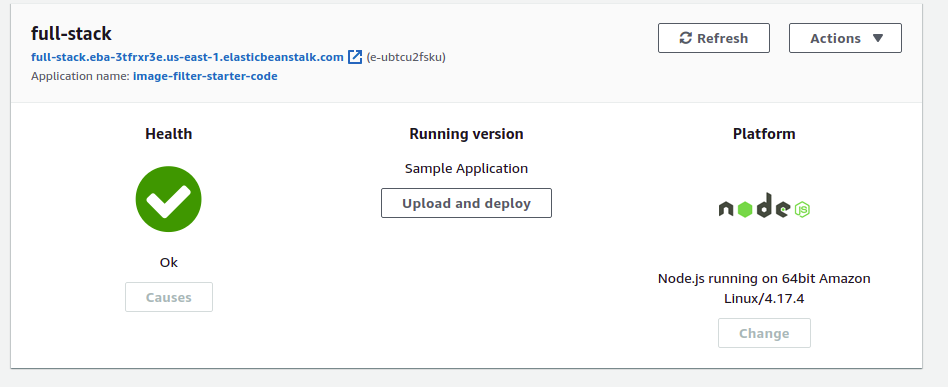 full-stack
full-stack.eba-3tfrxr3e.us-east-1.elasticbeanstalk.com (e-ubtcu2fsku)
Application name: image-filter-starter-code
Refresh
Actions
Health
Running version
Platform
Sample Application
Upload and deploy
node JS
Ok
Causes
Node.js running on 64bit Amazon
Linux/4.17.4
Change